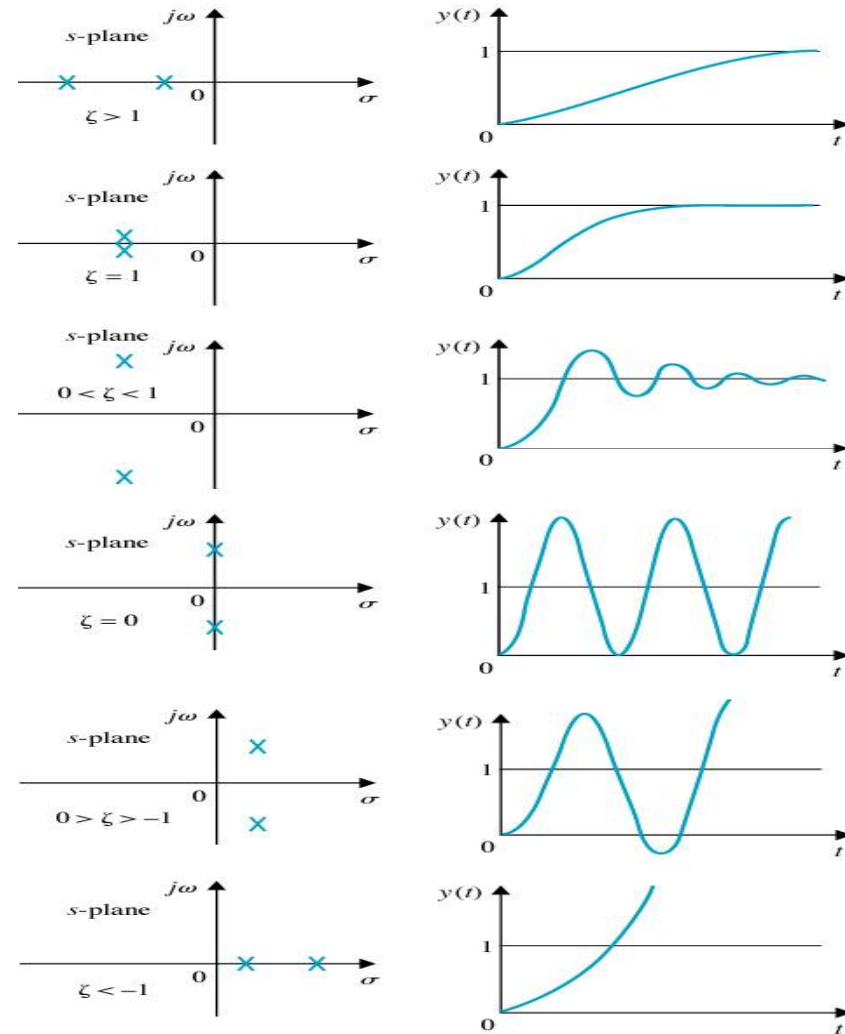 jω
s-plane
0
σ
ζ > 1
y(t)
1
0
t
jω
s-plane
0
σ
ζ = 1
y(t)
1
0
t
s-plane
jω
0 < ζ < 1
0
σ
y(t)
1
0
t
jω
s-plane
0
σ
ζ = 0
y(t)
1
0
t
jω
s-plane
0
σ
0 > ζ > −1
y(t)
1
0
t
jω
s-plane
0
σ
ζ < −1
y(t)
1
0
t